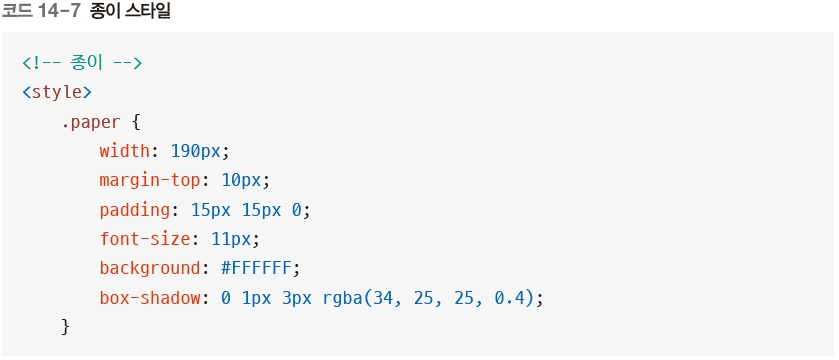 코드 14-7 종이 스타일
<!-- 종이 -->
<style>
.paper {
width: 190px;
margin-top: 10px;
padding: 15px 15px 0;
font-size: 11px;
background: #FFFFFF;
box-shadow: 0 1px 3px rgba(34, 25, 25, 0.4);
}